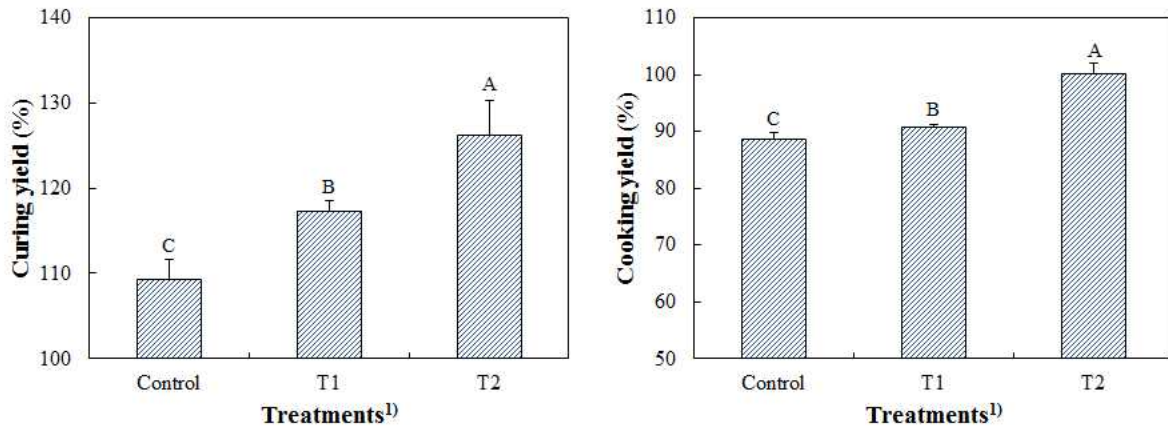 Curing yield (%)
140
130
120
110
100
C
B
A
Control
T1
T2
Treatments¹⁾
Cooking yield (%)
110
100
90
80
70
60
50
C
B
A
Control
T1
T2
Treatments¹⁾